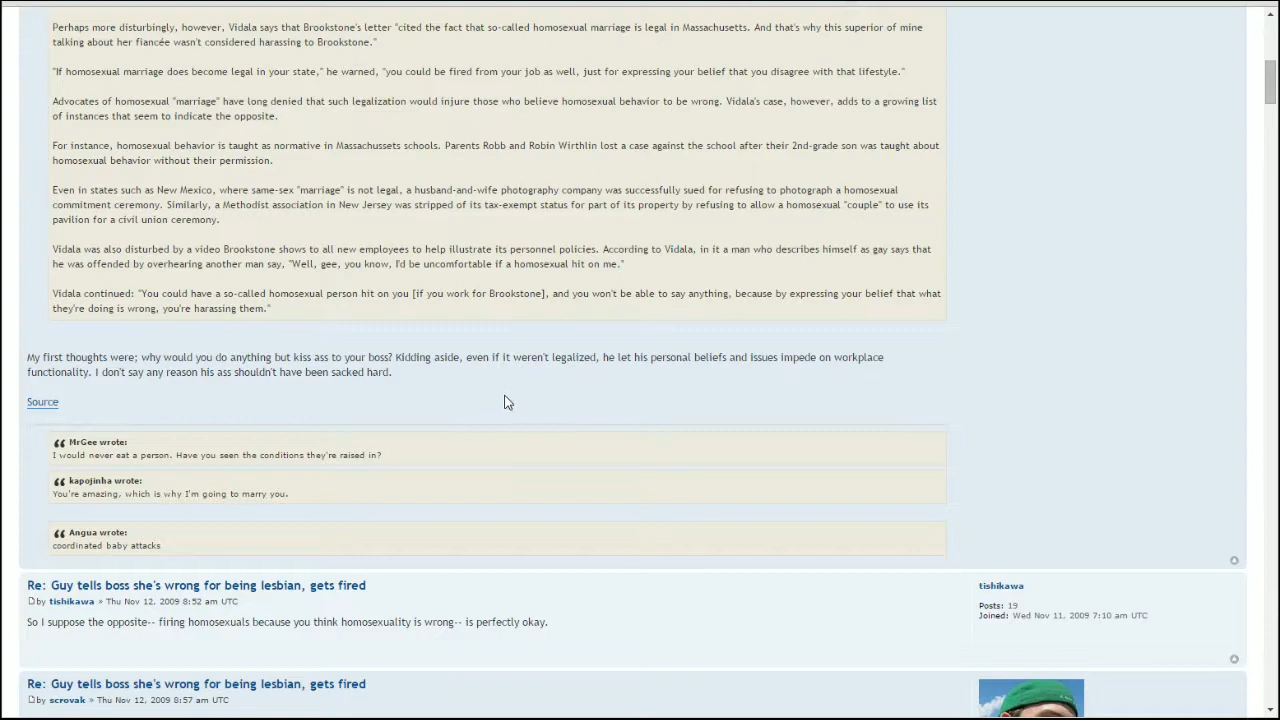 Perhaps more disturbingly, however, Vidala says that Brookstone's letter "cited the fact that so-called homosexual marriage is legal in Massachusetts. And that's why this superior of mine
talking about her fiancée wasn't considered harassing to Brookstone."
"If homosexual marriage does become legal in your state," he warned, "you could be fired from your job as well, just for expressing your belief that you disagree with that lifestyle."
Advocates of homosexual "marriage" have long denied that such legalization would injure those who believe homosexual behavior to be wrong. Vidala's case, however, adds to a growing list
of instances that seem to indicate the opposite.
For instance, homosexual behavior is taught as normative in Massachussets schools. Parents Robb and Robin Wirthlin lost a case against the school after their 2nd-grade son was taught about
homosexual behavior without their permission.
Even in states such as New Mexico, where same-sex "marriage" is not legal, a husband-and-wife photography company was successfully sued for refusing to photograph a homosexual
commitment ceremony. Similarly, a Methodist association in New Jersey was stripped of its tax-exempt status for part of its property by refusing to allow a homosexual "couple" to use its
pavilion for a civil union ceremony.
Vidala was also disturbed by a video Brookstone shows to all new employees to help illustrate its personnel policies. According to Vidala, in it a man who describes himself as gay says that
he was offended by overhearing another man say, "Well, gee, you know, I'd be uncomfortable if a homosexual hit on me."
Vidala continued: "You could have a so-called homosexual person hit on you [if you work for Brookstone], and you won't be able to say anything, because by expressing your belief that what
they're doing is wrong, you're harassing them."
My first thoughts were; why would you do anything but kiss ass to your boss? Kidding aside, even if it weren't legalized, he let his personal beliefs and issues impede on workplace
functionality. I don't say any reason his ass shouldn't have been sacked hard.
Source
MrGee wrote:
I would never eat a person. Have you seen the conditions they're raised in?
kapojinha wrote:
You're amazing, which is why I'm going to marry you.
Angua wrote:
coordinated baby attacks
Re: Guy tells boss she's wrong for being lesbian, gets fired
by tishikawa » Thu Nov 12, 2009 8:52 am UTC
So I suppose the opposite-- firing homosexuals because you think homosexuality is wrong-- is perfectly okay.
tishikawa
Posts: 19
Joined: Wed Nov 11, 2009 7:10 am UTC
Re: Guy tells boss she's wrong for being lesbian, gets fired
by scrovak » Thu Nov 12, 2009 8:57 am UTC